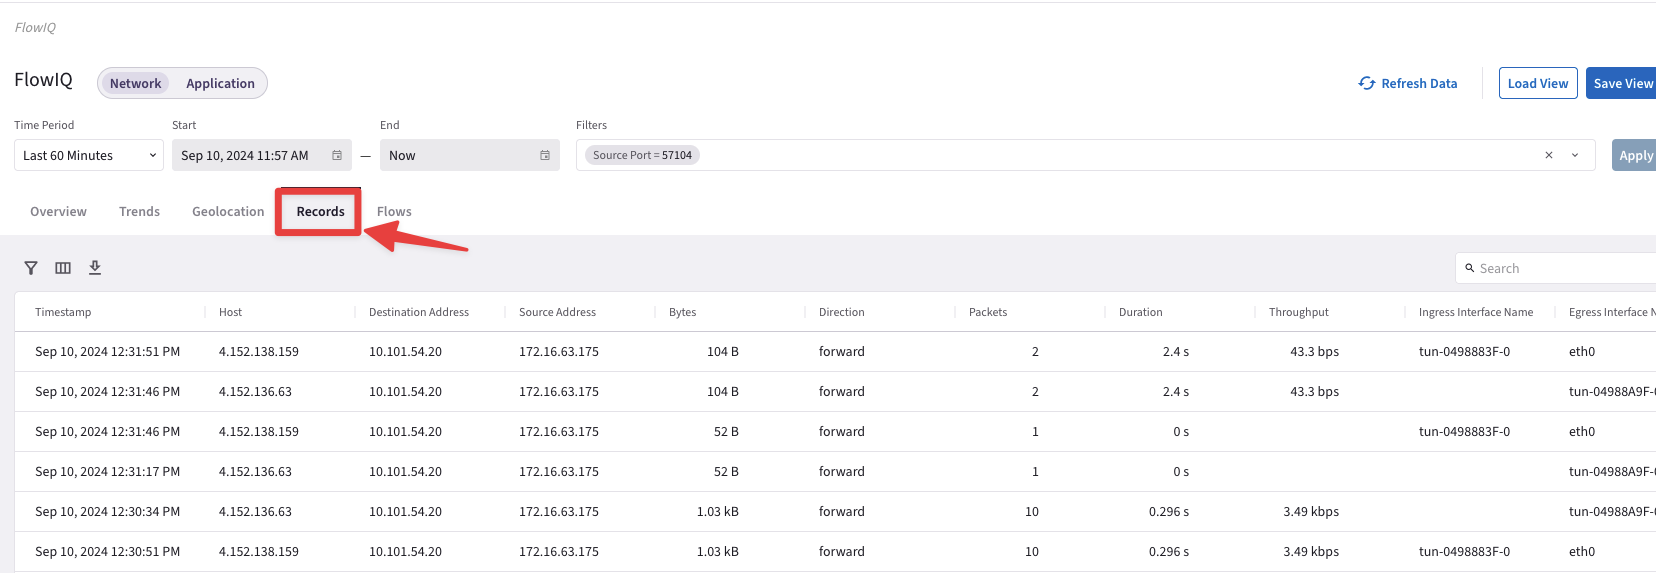 FlowIQ
FlowIQ Network Application Refresh Data Load View Save View
Time Period Start End Filters
Last 60 Minutes Sep 10, 2024 11:57 AM — Now Source Port = 57104 Apply
Overview Trends Geolocation Records Flows
Search
Timestamp Host Destination Address Source Address Bytes Direction Packets Duration Throughput Ingress Interface Name Egress Interface
Sep 10, 2024 12:31:51 PM 4.152.138.159 10.101.54.20 172.16.63.175 104 B forward 2 2.4 s 43.3 bps tun-0498883F-0 eth0
Sep 10, 2024 12:31:46 PM 4.152.136.63 10.101.54.20 172.16.63.175 104 B forward 2 2.4 s 43.3 bps tun-04988A9F-
Sep 10, 2024 12:31:46 PM 4.152.138.159 10.101.54.20 172.16.63.175 52 B forward 1 0 s tun-0498883F-0 eth0
Sep 10, 2024 12:31:17 PM 4.152.136.63 10.101.54.20 172.16.63.175 52 B forward 1 0 s tun-04988A9F-
Sep 10, 2024 12:30:34 PM 4.152.136.63 10.101.54.20 172.16.63.175 1.03 kB forward 10 0.296 s 3.49 kbps tun-04988A9F-
Sep 10, 2024 12:30:51 PM 4.152.138.159 10.101.54.20 172.16.63.175 1.03 kB forward 10 0.296 s 3.49 kbps tun-0498883F-0 eth0